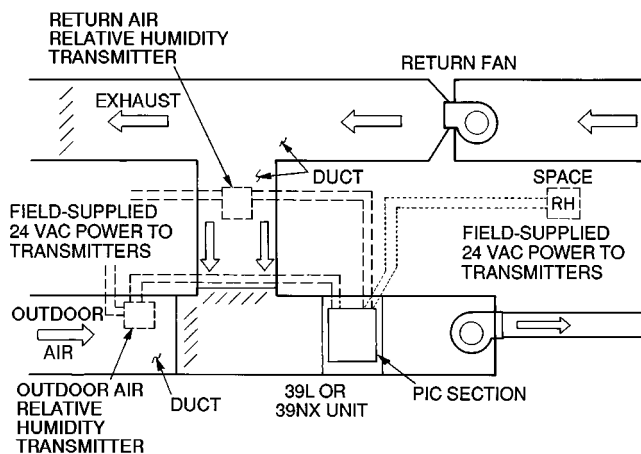 RETURN AIR
RELATIVE HUMIDITY
TRANSMITTER
RETURN FAN
EXHAUST
DUCT
SPACE
RH
FIELD-SUPPLIED
24 VAC POWER TO
TRANSMITTERS
FIELD-SUPPLIED
24 VAC POWER TO
TRANSMITTERS
OUTDOOR
AIR
OUTDOOR AIR
RELATIVE
HUMIDITY
TRANSMITTER
DUCT
39L OR
39NX UNIT
PIC SECTION